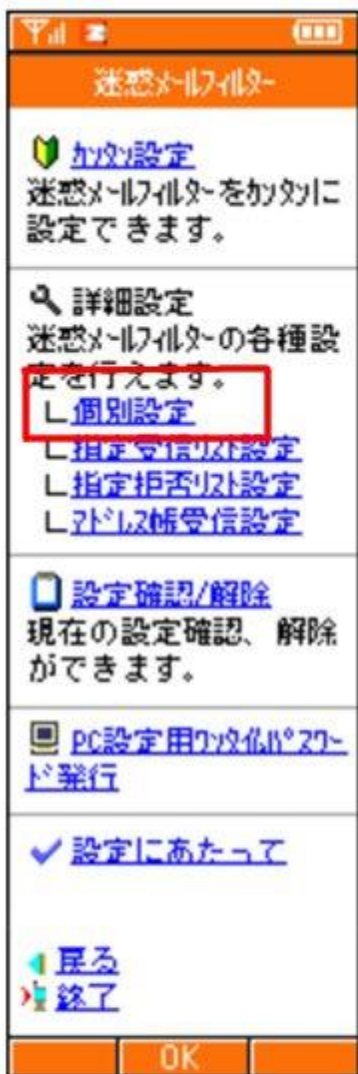 迷惑ﾒｰﾙﾌｨﾙﾀｰ
ｶﾝﾀﾝ設定
迷惑ﾒｰﾙﾌｨﾙﾀｰをｶﾝﾀﾝに
設定できます。
詳細設定
迷惑ﾒｰﾙﾌｨﾙﾀｰの各種設
定を行えます。
∟個別設定
∟指定受信ﾘｽﾄ設定
∟指定拒否ﾘｽﾄ設定
∟ｱﾄﾞﾚｽ帳受信設定
設定確認/解除
現在の設定確認、解除
ができます。
PC設定用ﾜﾝﾀｲﾑﾊﾟｽﾜｰ
ﾄﾞ発行
設定にあたって
戻る
終了
OK